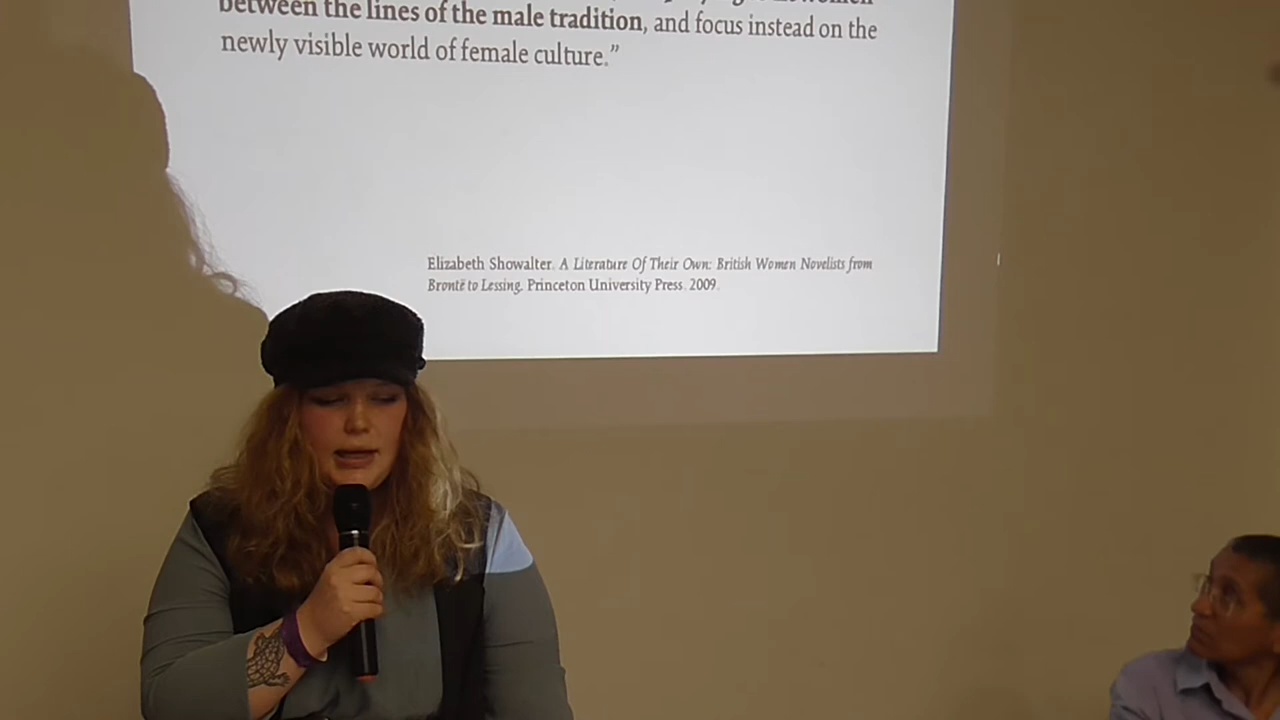 between the lines of the male tradition, and focus instead on the
newly visible world of female culture.”
Elizabeth Showalter. A Literature Of Their Own: British Women Novelists from
Brontë to Lessing. Princeton University Press. 2009.